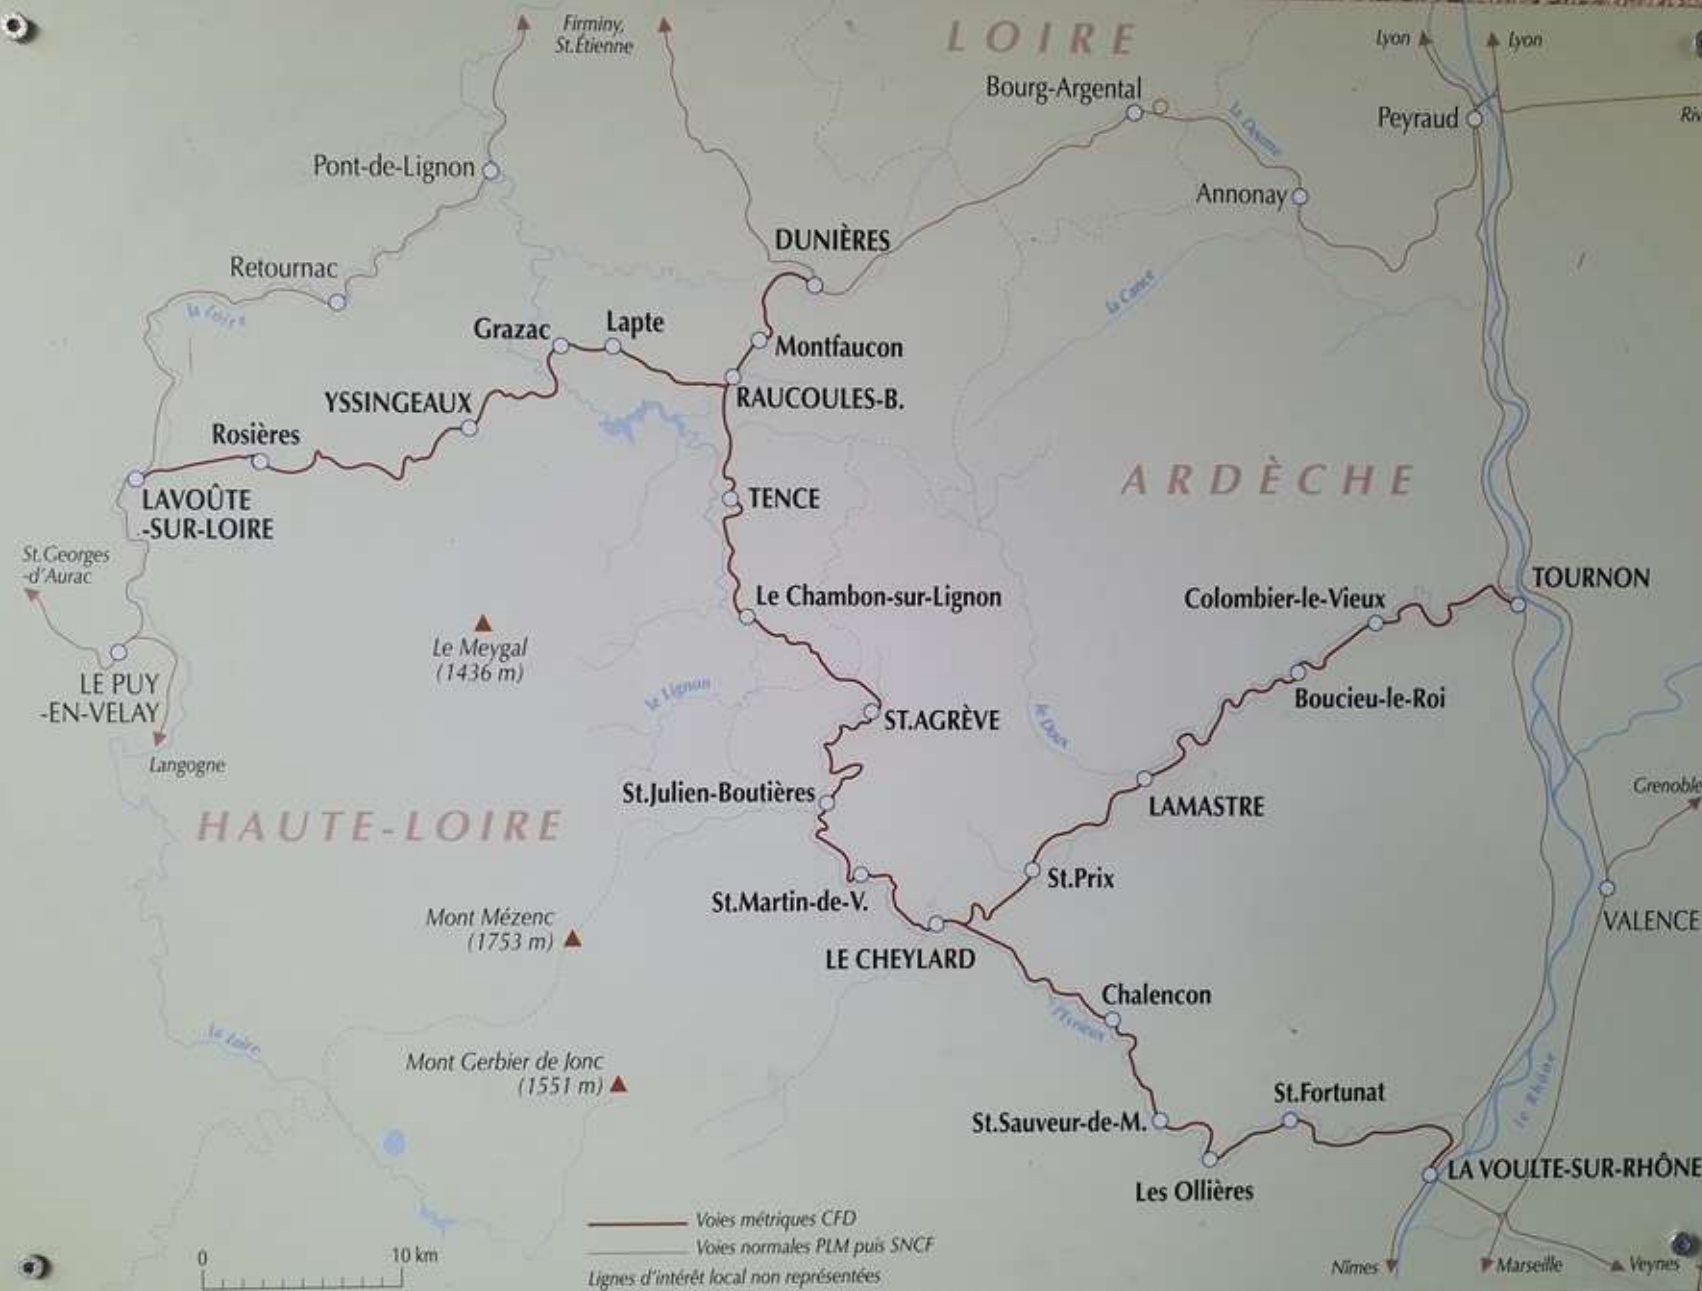 Firminy,
St.Étienne
LOIRE
Lyon
Lyon
Bourg-Argental
Peyraud
la Deume
Pont-de-Lignon
Annonay
DUNIÈRES
Retournac
la Loire
la Cance
Grazac
Lapte
Montfaucon
RAUCOULES-B.
YSSINGEAUX
Rosières
ARDÈCHE
LAVOÛTE
-SUR-LOIRE
TENCE
St.Georges
-d'Aurac
TOURNON
Le Chambon-sur-Lignon
Colombier-le-Vieux
Le Meygal
(1436 m)
LE PUY
-EN-VELAY
le Lignon
Boucieu-le-Roi
ST.AGRÈVE
le Doux
Langogne
St.Julien-Boutières
Grenoble
LAMASTRE
HAUTE-LOIRE
St.Prix
St.Martin-de-V.
Mont Mézenc
(1753 m)
VALENCE
LE CHEYLARD
Chalencon
l'Eyrieux
la Loire
Mont Gerbier de Jonc
(1551 m)
le Rhône
St.Fortunat
St.Sauveur-de-M.
LA VOULTE-SUR-RHÔNE
Les Ollières
Voies métriques CFD
Voies normales PLM puis SNCF
Lignes d'intérêt local non représentées
0 10 km
Nîmes
Marseille
Veynes